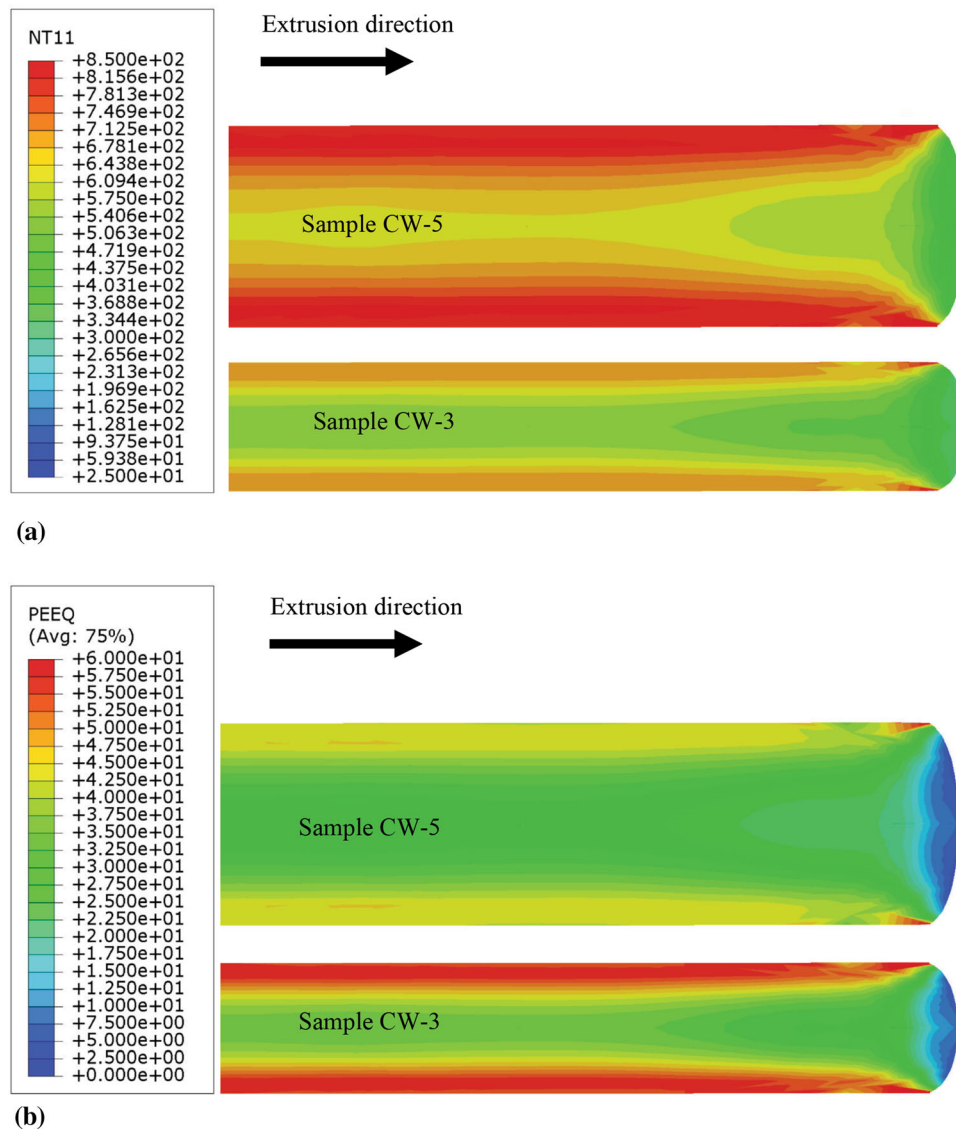 NT11
+8.500e+02
+8.156e+02
+7.813e+02
+7.469e+02
+7.125e+02
+6.781e+02
+6.438e+02
+6.094e+02
+5.750e+02
+5.406e+02
+5.063e+02
+4.719e+02
+4.375e+02
+4.031e+02
+3.688e+02
+3.344e+02
+3.000e+02
+2.656e+02
+2.313e+02
+1.969e+02
+1.625e+02
+1.281e+02
+9.375e+01
+5.938e+01
+2.500e+01
Extrusion direction
Sample CW-5
Sample CW-3
(a)
PEEQ
(Avg: 75%)
+6.000e+01
+5.750e+01
+5.500e+01
+5.250e+01
+5.000e+01
+4.750e+01
+4.500e+01
+4.250e+01
+4.000e+01
+3.750e+01
+3.500e+01
+3.250e+01
+3.000e+01
+2.750e+01
+2.500e+01
+2.250e+01
+2.000e+01
+1.750e+01
+1.500e+01
+1.250e+01
+1.000e+01
+7.500e+00
+5.000e+00
+2.500e+00
+0.000e+00
Extrusion direction
Sample CW-5
Sample CW-3
(b)